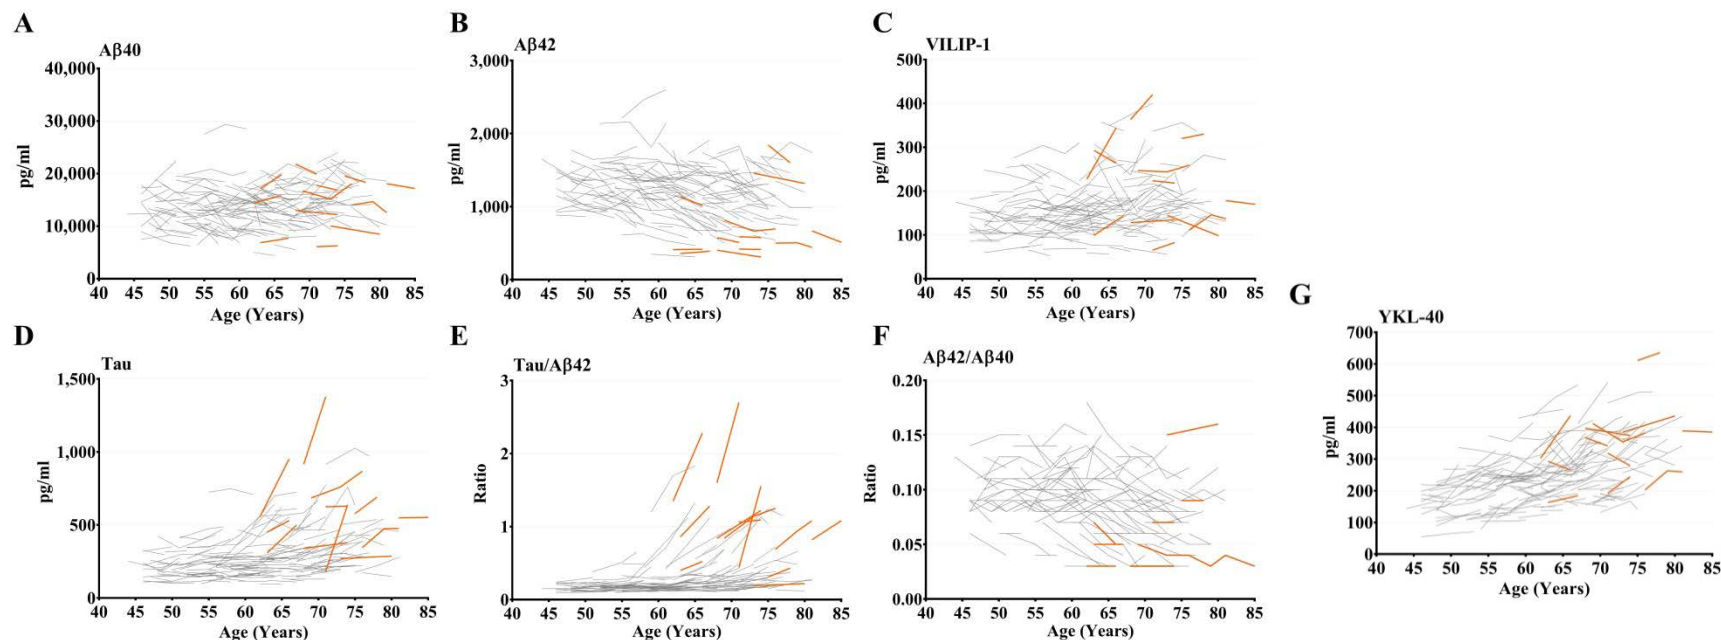 A
Aβ40
40,000
30,000
20,000
10,000
0
pg/ml
40 45 50 55 60 65 70 75 80 85
Age (Years)
B
Aβ42
3,000
2,000
1,000
0
pg/ml
40 45 50 55 60 65 70 75 80 85
Age (Years)
C
VILIP-1
500
400
300
200
100
0
pg/ml
40 45 50 55 60 65 70 75 80 85
Age (Years)
D
Tau
1,500
1,000
500
0
pg/ml
40 45 50 55 60 65 70 75 80 85
Age (Years)
E
Tau/Aβ42
3
2
1
0
Ratio
40 45 50 55 60 65 70 75 80 85
Age (Years)
F
Aβ42/Aβ40
0.20
0.15
0.10
0.05
0.00
Ratio
40 45 50 55 60 65 70 75 80 85
Age (Years)
G
YKL-40
700
600
500
400
300
200
100
0
pg/ml
40 45 50 55 60 65 70 75 80 85
Age (Years)